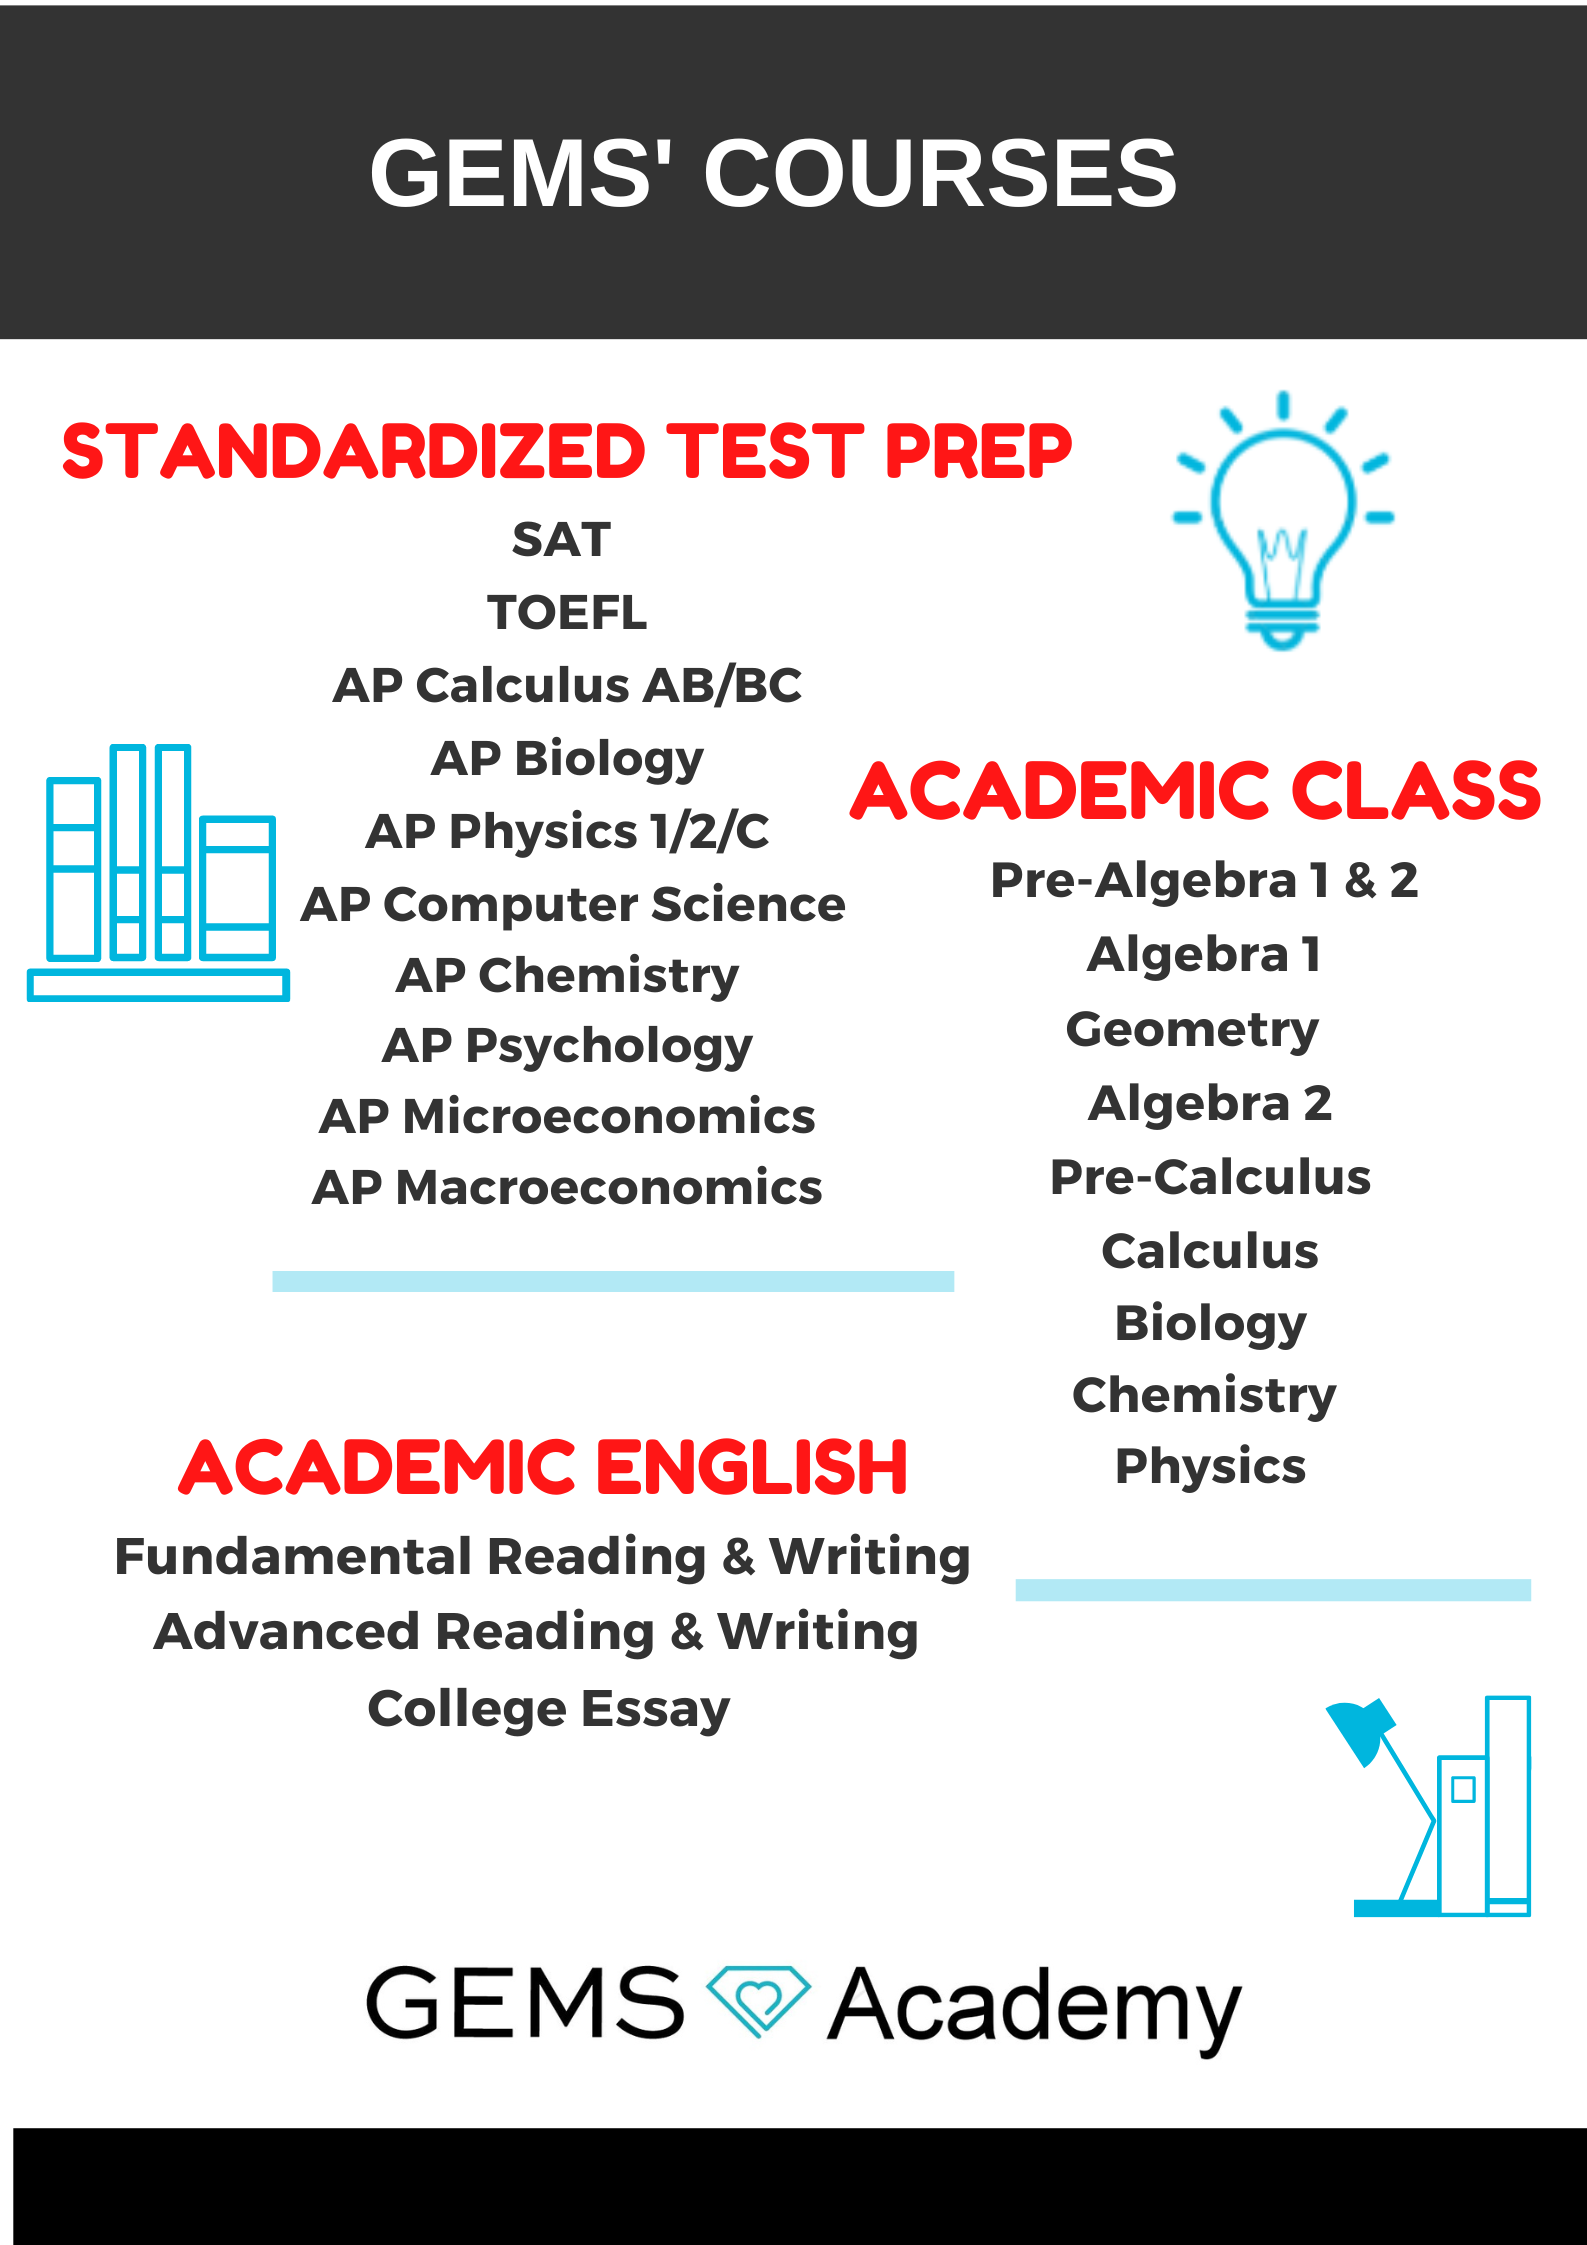 GEMS' COURSES
STANDARDIZED TEST PREP
SAT
TOEFL
AP Calculus AB/BC
AP Biology
AP Physics 1/2/C
AP Computer Science
AP Chemistry
AP Psychology
AP Microeconomics
AP Macroeconomics
ACADEMIC CLASS
Pre-Algebra 1 & 2
Algebra 1
Geometry
Algebra 2
Pre-Calculus
Calculus
Biology
Chemistry
Physics
ACADEMIC ENGLISH
Fundamental Reading & Writing
Advanced Reading & Writing
College Essay
GEMS Academy